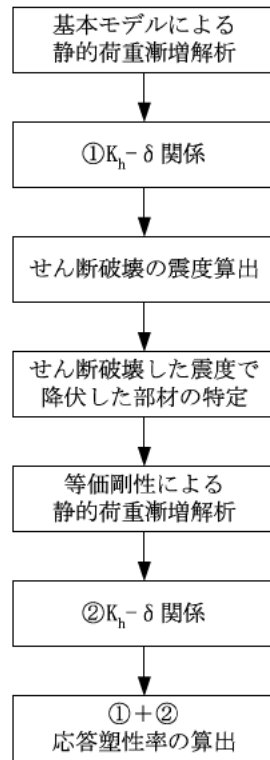 基本モデルによる
静的荷重漸増解析
①Kₕ−δ関係
せん断破壊の震度算出
せん断破壊した震度で
降伏した部材の特定
等価剛性による
静的荷重漸増解析
②Kₕ−δ関係
①＋②
応答塑性率の算出